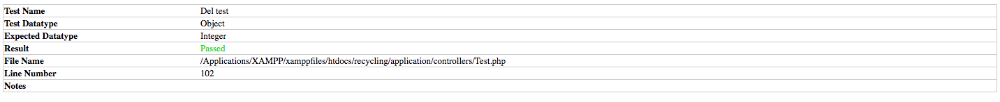 Test Name Del test
Test Datatype Object
Expected Datatype Integer
Result Passed
File Name /Applications/XAMPP/xamppfiles/htdocs/recycling/application/controllers/Test.php
Line Number 102
Notes